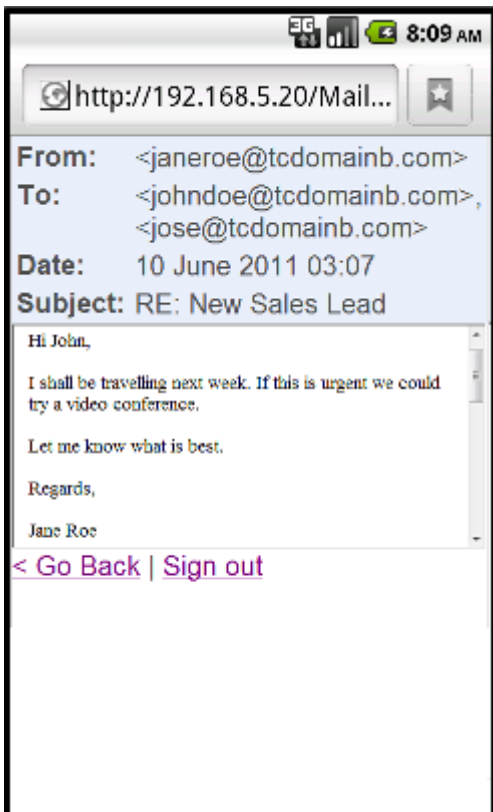 3G 8:09 AM
http://192.168.5.20/Mail...
From: <janeroe@tcdomainb.com>
To: <johndoe@tcdomainb.com>,
<jose@tcdomainb.com>
Date: 10 June 2011 03:07
Subject: RE: New Sales Lead
Hi John,
I shall be travelling next week. If this is urgent we could
try a video conference.
Let me know what is best.
Regards,
Jane Roe
< Go Back | Sign out